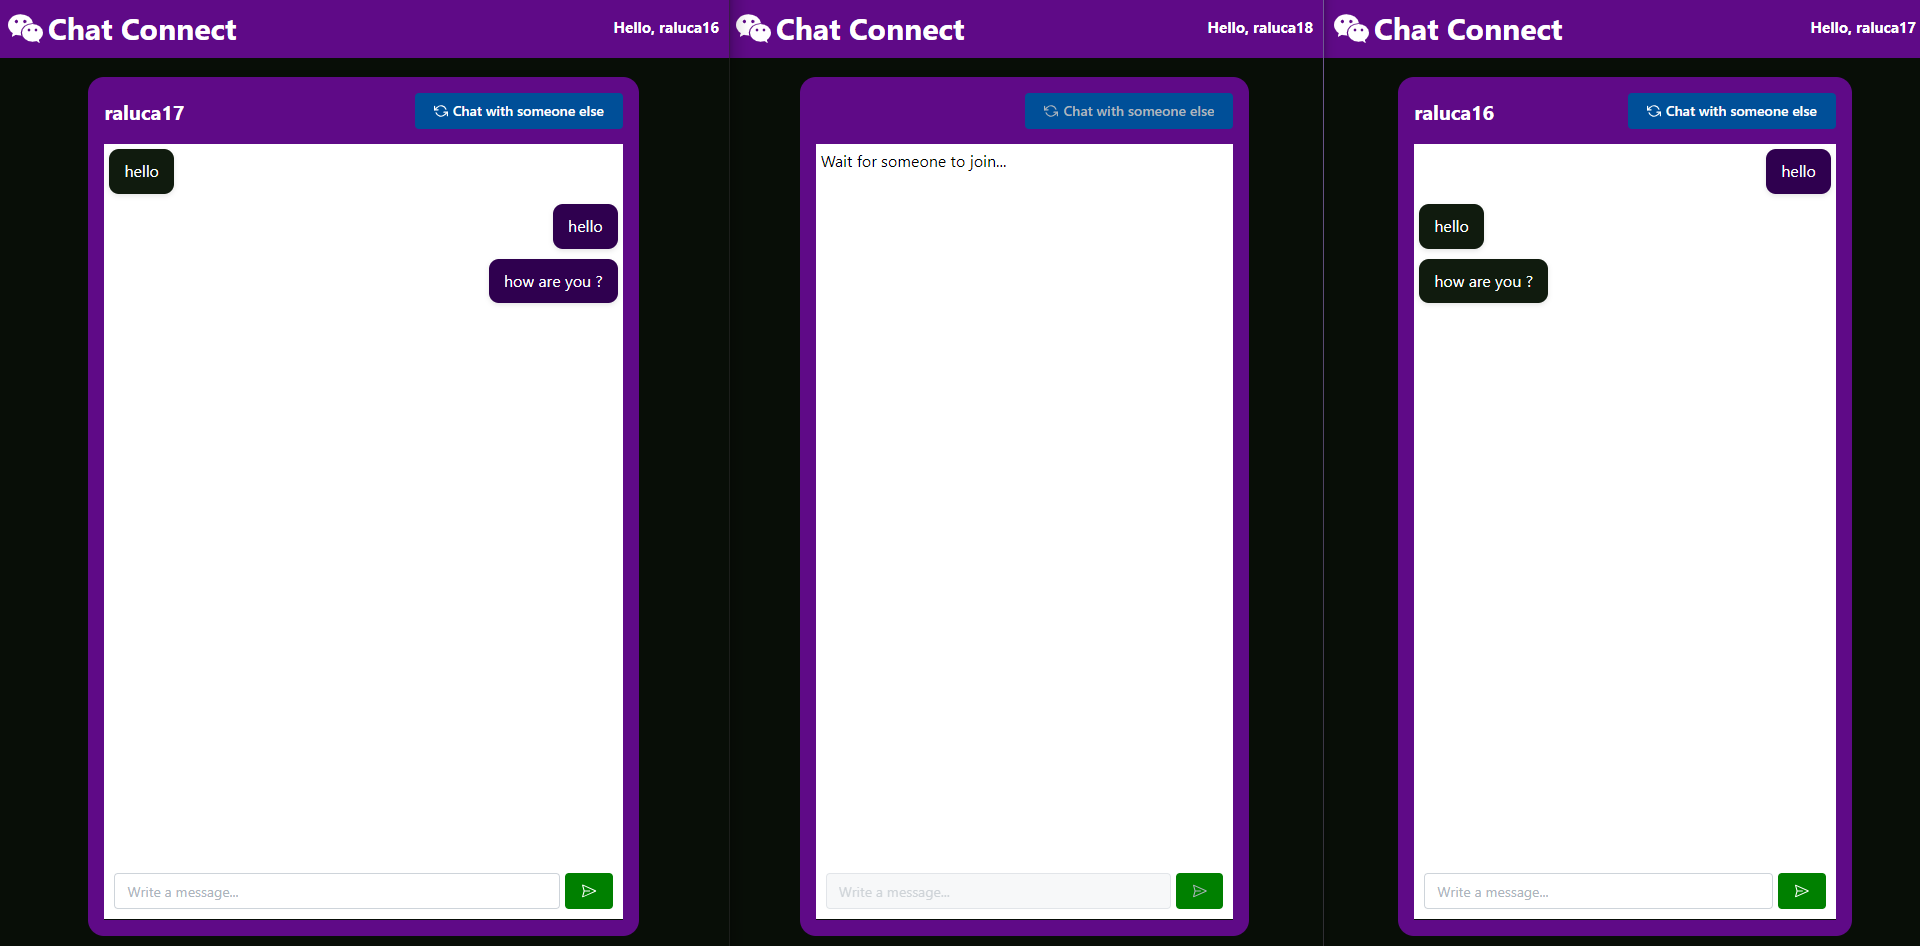 Chat Connect
Hello, raluca16
raluca17
Chat with someone else
hello
hello
how are you ?
Write a message...
Chat Connect
Hello, raluca18
Chat with someone else
Wait for someone to join...
Write a message...
Chat Connect
Hello, raluca17
raluca16
Chat with someone else
hello
hello
how are you ?
Write a message...